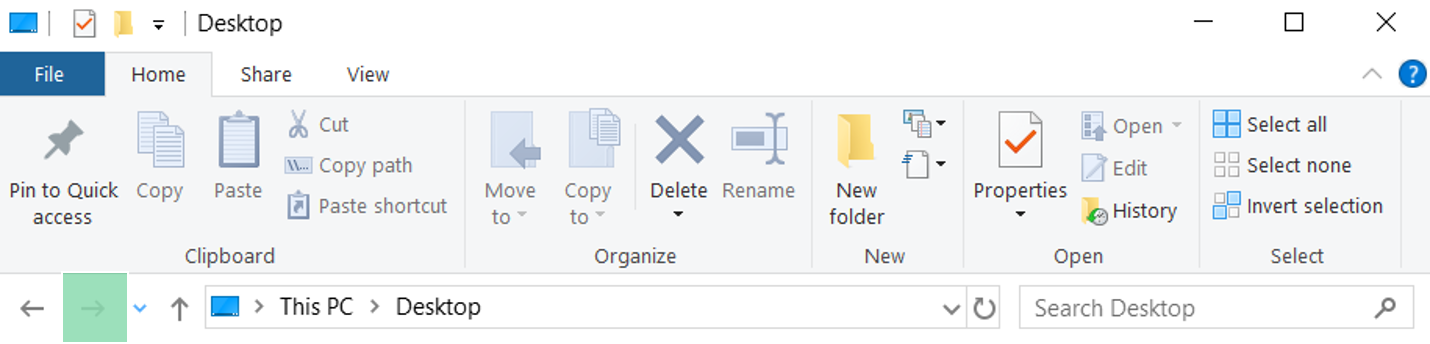 Desktop
File Home Share View
Pin to Quick access
Copy
Paste
Cut
Copy path
Paste shortcut
Clipboard
Move to
Copy to
Delete
Rename
Organize
New folder
New
Properties
Open
Edit
History
Open
Select all
Select none
Invert selection
Select
This PC Desktop
Search Desktop